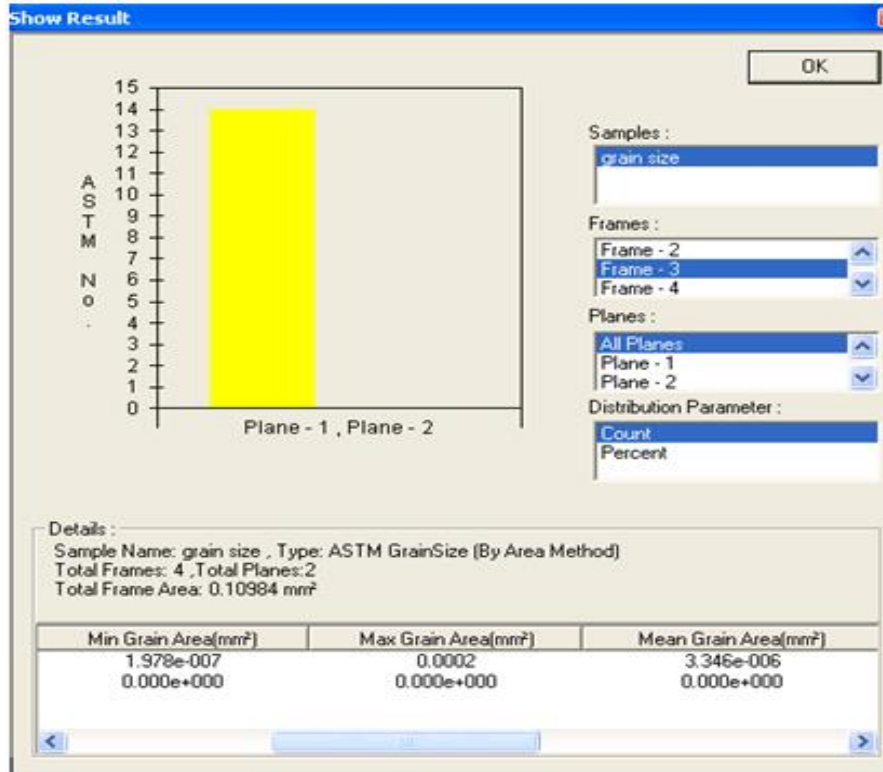 Show Result
OK
15
14
13
12
11
10
9
8
7
6
5
4
3
2
1
0
ASTM No.
Plane - 1 , Plane - 2
Samples :
grain size
Frames :
Frame - 2
Frame - 3
Frame - 4
Planes :
All Planes
Plane - 1
Plane - 2
Distribution Parameter :
Count
Percent
Details :
Sample Name: grain size , Type: ASTM GrainSize (By Area Method)
Total Frames: 4 ,Total Planes:2
Total Frame Area: 0.10984 mm²
Min Grain Area(mm²) Max Grain Area(mm²) Mean Grain Area(mm²)
1.978e-007 0.0002 3.346e-006
0.000e+000 0.000e+000 0.000e+000